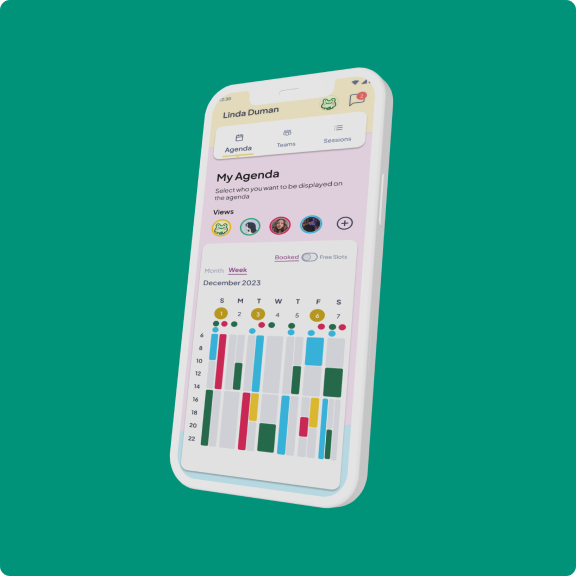 Linda Duman
2
Agenda
Teams
Sessions
My Agenda
Select who you want to be displayed on
the agenda
Views
Booked Free Slots
Month Week
December 2023
S M T W T F S
1 2 3 4 5 6 7
6
8
10
12
14
16
18
20
22